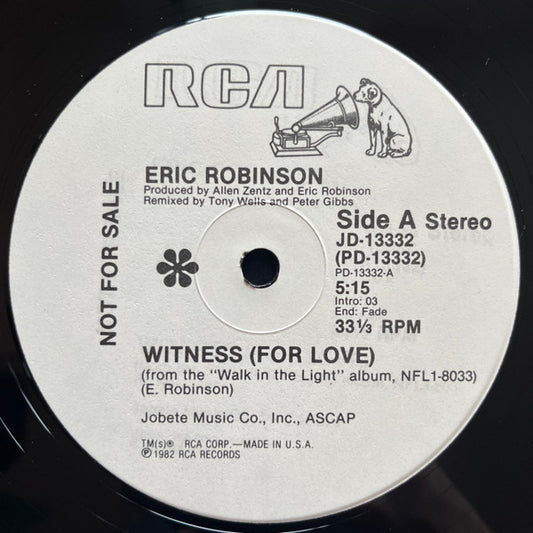 RCA
ERIC ROBINSON
Produced by Allen Zentz and Eric Robinson
Remixed by Tony Wells and Peter Gibbs
NOT FOR SALE
Side A Stereo
JD-13332
(PD-13332)
PD-13332-A
5:15
Intro: 03
End: Fade
33⅓ RPM
WITNESS (FOR LOVE)
(from the "Walk in the Light" album, NFL1-8033)
(E. Robinson)
Jobete Music Co., Inc., ASCAP
TM(s)® RCA CORP.—MADE IN U.S.A.
℗1982 RCA RECORDS